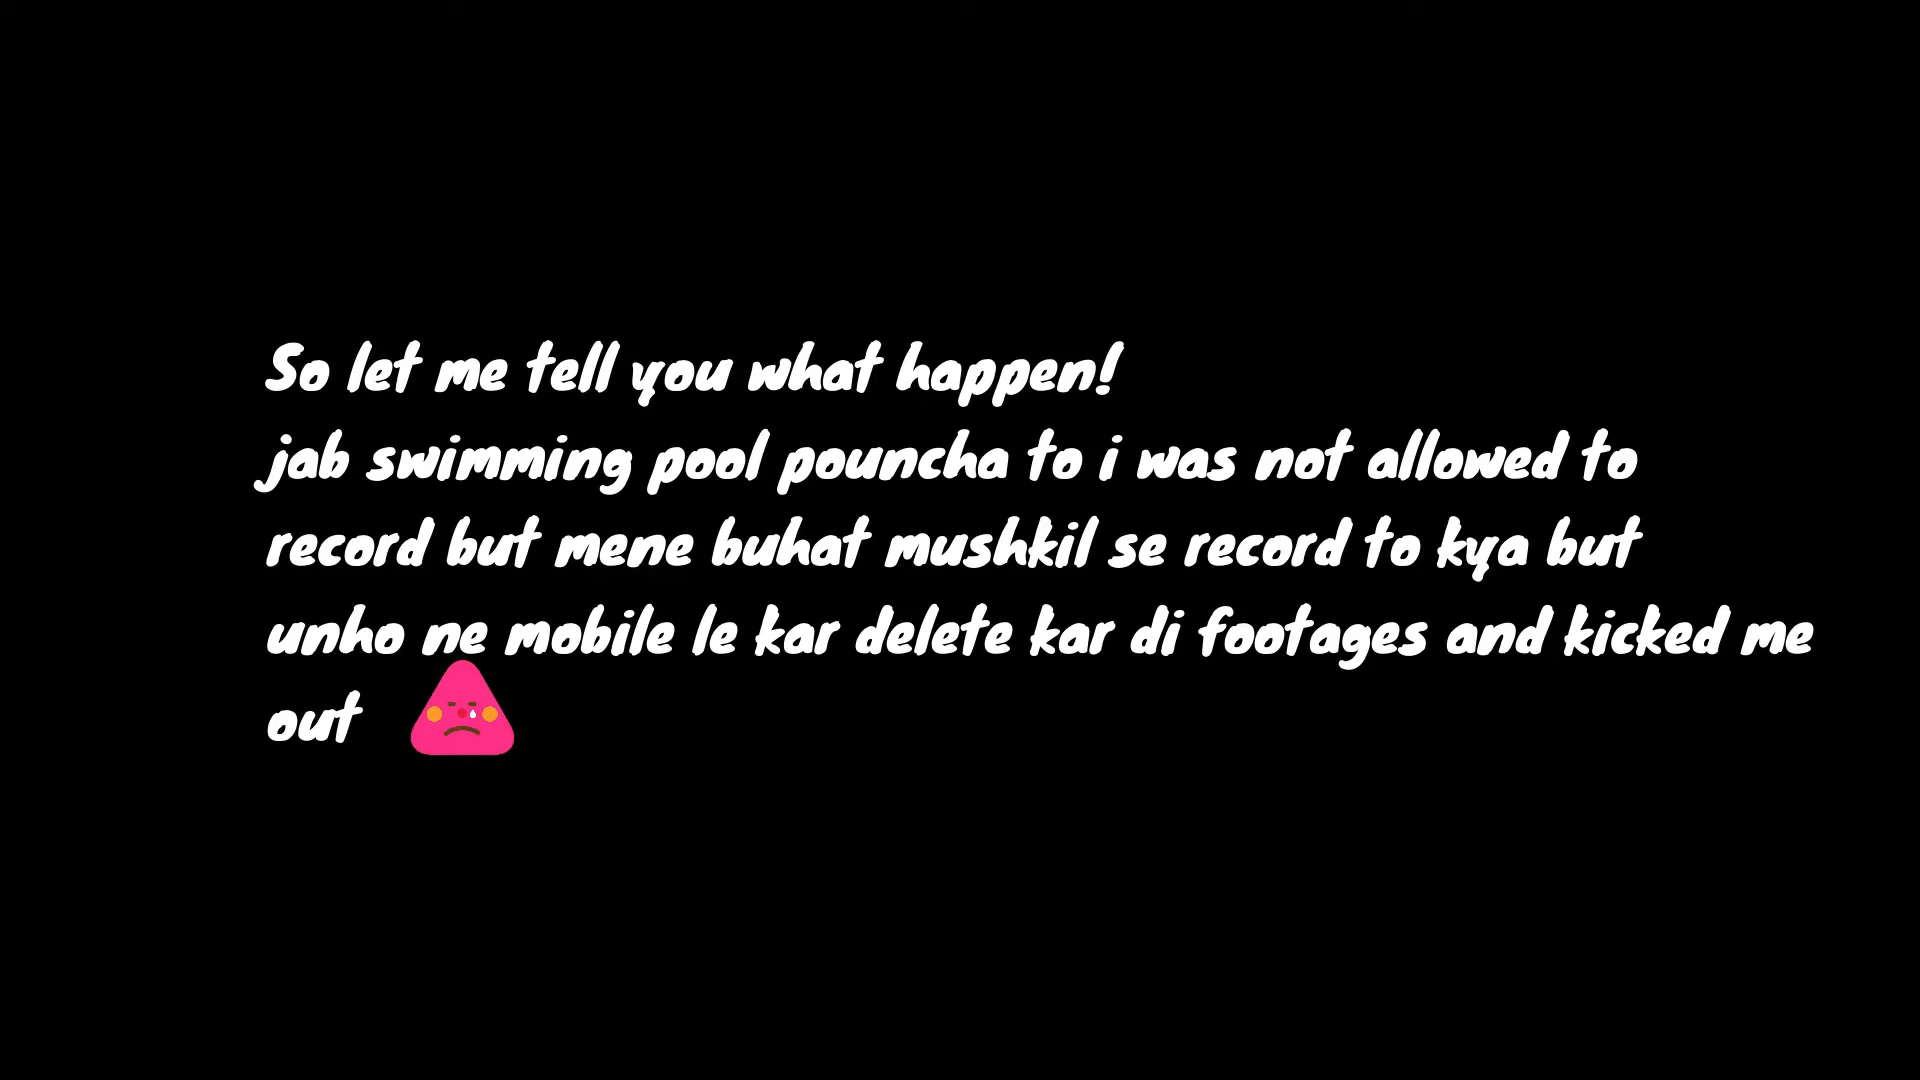 So let me tell you what happen!
jab swimming pool pouncha to i was not allowed to
record but mene buhat mushkil se record to kya but
unho ne mobile le kar delete kar di footages and kicked me
out